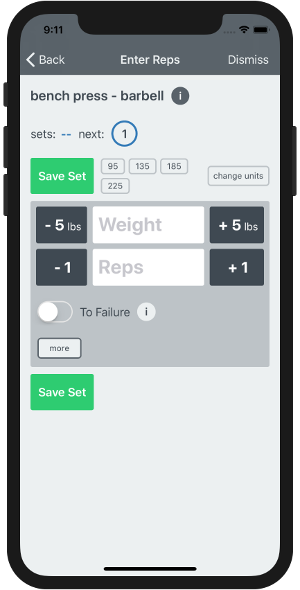 9:11
Back Enter Reps Dismiss
bench press - barbell i
sets: -- next: 1
Save Set 95 135 185 change units
225
- 5 lbs Weight + 5 lbs
- 1 Reps + 1
To Failure i
more
Save Set